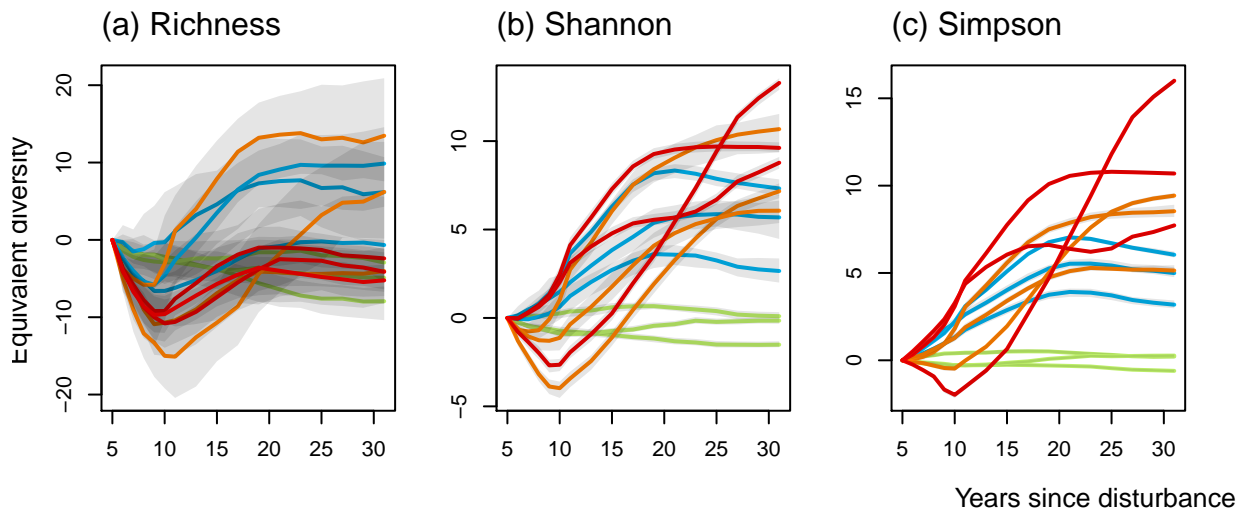 (a) Richness
(b) Shannon
(c) Simpson
Equivalent diversity
20
10
0
−10
−20
5 10 15 20 25 30
10
5
0
−5
5 10 15 20 25 30
15
10
5
0
5 10 15 20 25 30
Years since disturbance